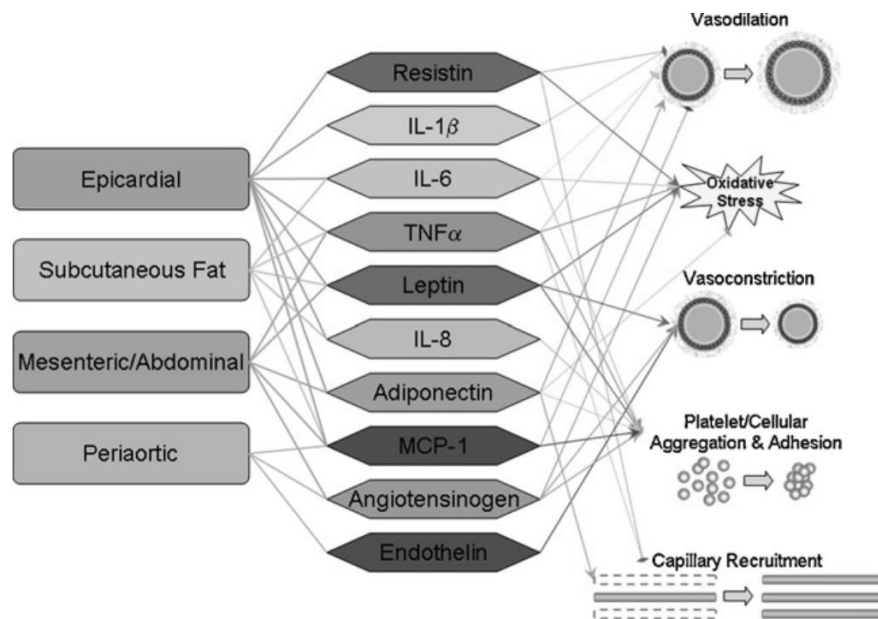 Epicardial
Subcutaneous Fat
Mesenteric/Abdominal
Periaortic
Resistin
IL-1β
IL-6
TNFα
Leptin
IL-8
Adiponectin
MCP-1
Angiotensinogen
Endothelin
Vasodilation
Oxidative
Stress
Vasoconstriction
Platelet/Cellular
Aggregation & Adhesion
Capillary Recruitment